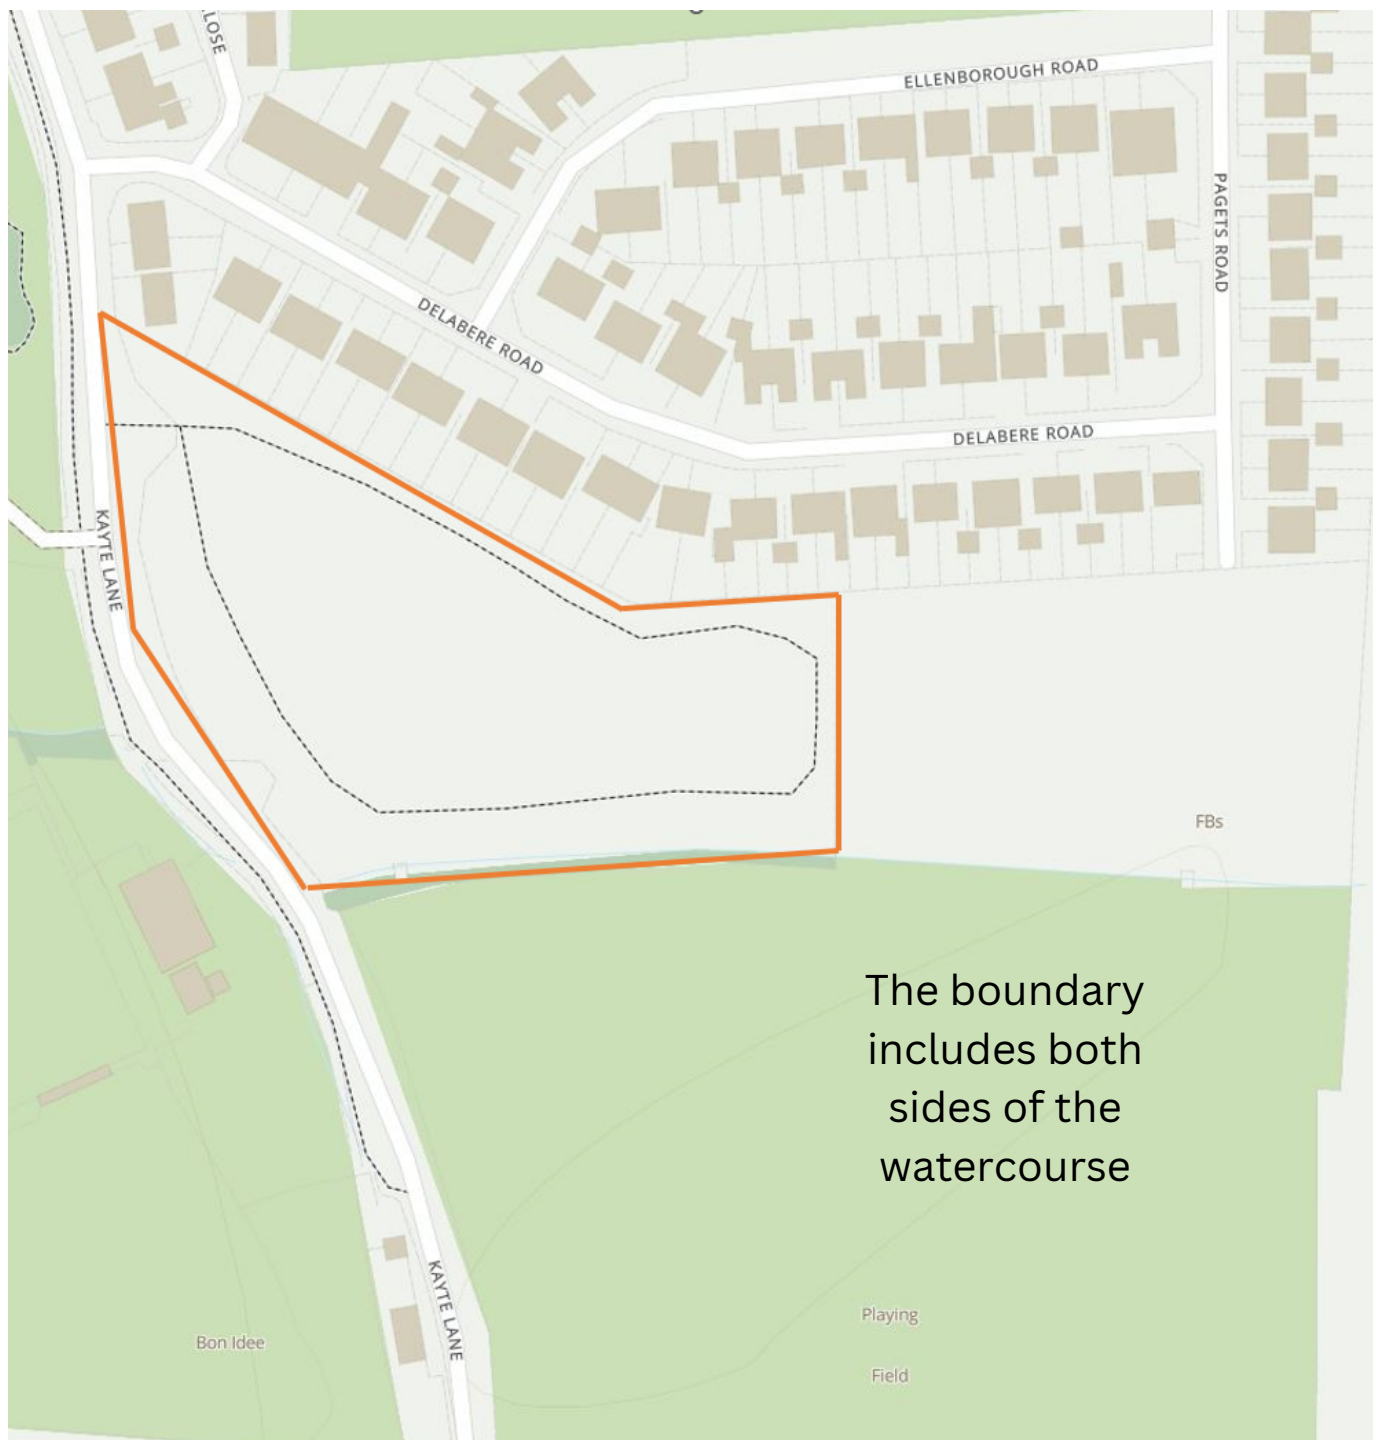 LOSE
ELLENBOROUGH ROAD
PAGETS ROAD
DELABERE ROAD
DELABERE ROAD
KAYTE LANE
FBs
The boundary
includes both
sides of the
watercourse
KAYTE LANE
Playing
Bon Idee
Field